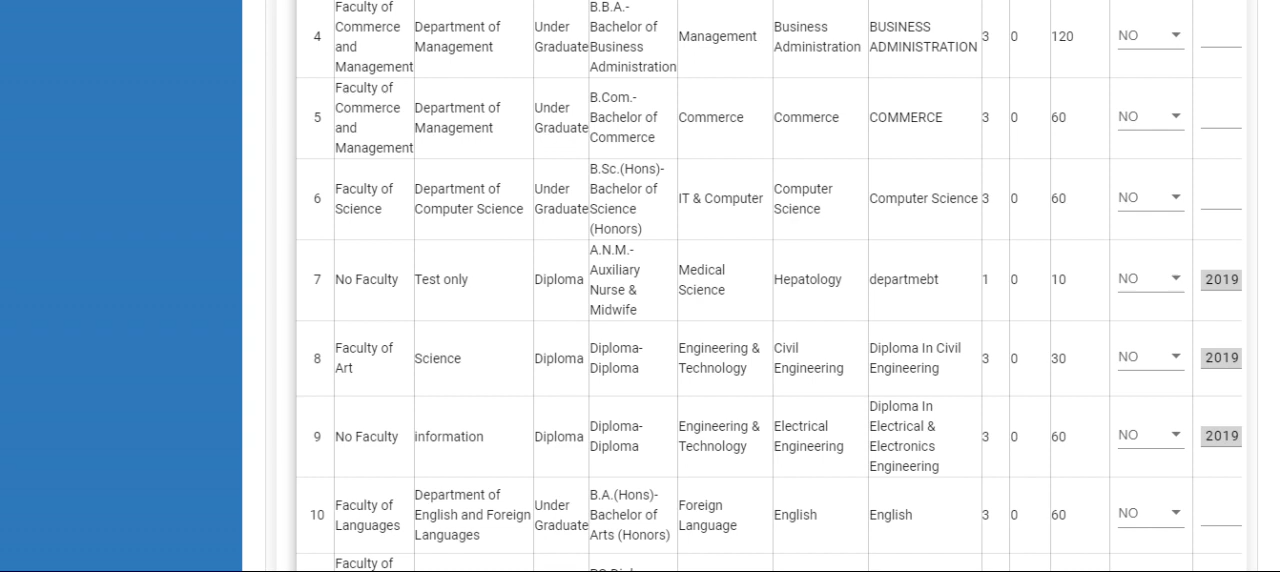 4 Faculty of Commerce and Management Department of Management Under Graduate B.B.A.- Bachelor of Business Administration Management Business Administration BUSINESS ADMINISTRATION 3 0 120 NO
5 Faculty of Commerce and Management Department of Management Under Graduate B.Com.- Bachelor of Commerce Commerce Commerce COMMERCE 3 0 60 NO
6 Faculty of Science Department of Computer Science Under Graduate B.Sc.(Hons)- Bachelor of Science (Honors) IT & Computer Computer Science Computer Science 3 0 60 NO
7 No Faculty Test only Diploma A.N.M.- Auxiliary Nurse & Midwife Medical Science Hepatology departmebt 1 0 10 NO 2019
8 Faculty of Art Science Diploma Diploma- Diploma Engineering & Technology Civil Engineering Diploma In Civil Engineering 3 0 30 NO 2019
9 No Faculty information Diploma Diploma- Diploma Engineering & Technology Electrical Engineering Diploma In Electrical & Electronics Engineering 3 0 60 NO 2019
10 Faculty of Languages Department of English and Foreign Languages Under Graduate B.A.(Hons)- Bachelor of Arts (Honors) Foreign Language English English 3 0 60 NO
Faculty of